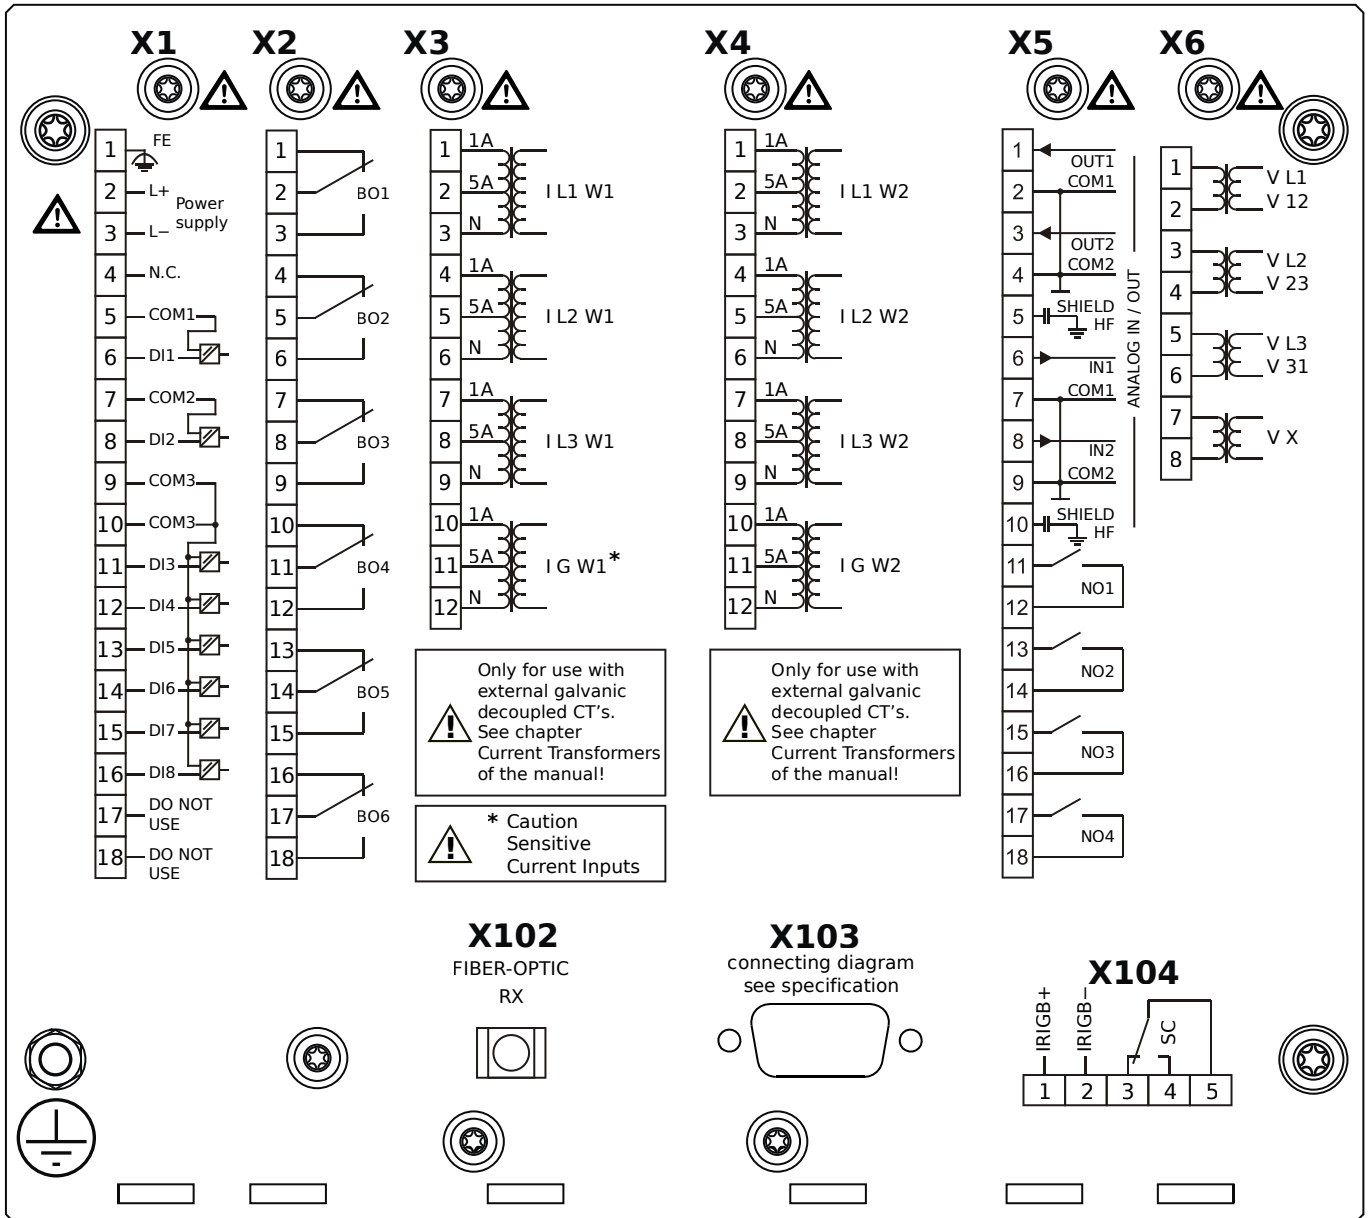 X1
X2
X3
X4
X5
X6
1
FE
2
L+
Power
supply
3
L−
4
N.C.
5
COM1
6
DI1
7
COM2
8
DI2
9
COM3
10
COM3
11
DI3
12
DI4
13
DI5
14
DI6
15
DI7
16
DI8
17
DO NOT
USE
18
DO NOT
USE
1
2
BO1
3
4
5
BO2
6
7
8
BO3
9
10
11
BO4
12
13
14
BO5
15
16
17
BO6
18
1
1A
2
5A
I L1 W1
3
N
4
1A
5
5A
I L2 W1
6
N
7
1A
8
5A
I L3 W1
9
N
10
1A
11
5A
I G W1*
12
N
Only for use with
external galvanic
decoupled CT's.
See chapter
Current Transformers
of the manual!
* Caution
Sensitive
Current Inputs
1
1A
2
5A
I L1 W2
3
N
4
1A
5
5A
I L2 W2
6
N
7
1A
8
5A
I L3 W2
9
N
10
1A
11
5A
I G W2
12
N
Only for use with
external galvanic
decoupled CT's.
See chapter
Current Transformers
of the manual!
1
OUT1
2
COM1
3
OUT2
4
COM2
5
SHIELD
HF
6
IN1
7
COM1
8
IN2
9
COM2
10
SHIELD
HF
ANALOG IN / OUT
11
NO1
12
13
NO2
14
15
NO3
16
17
NO4
18
1
V L1
2
V 12
3
V L2
4
V 23
5
V L3
6
V 31
7
V X
8
X102
FIBER-OPTIC
RX
X103
connecting diagram
see specification
X104
IRIGB+
IRIGB−
SC
1 2 3 4 5